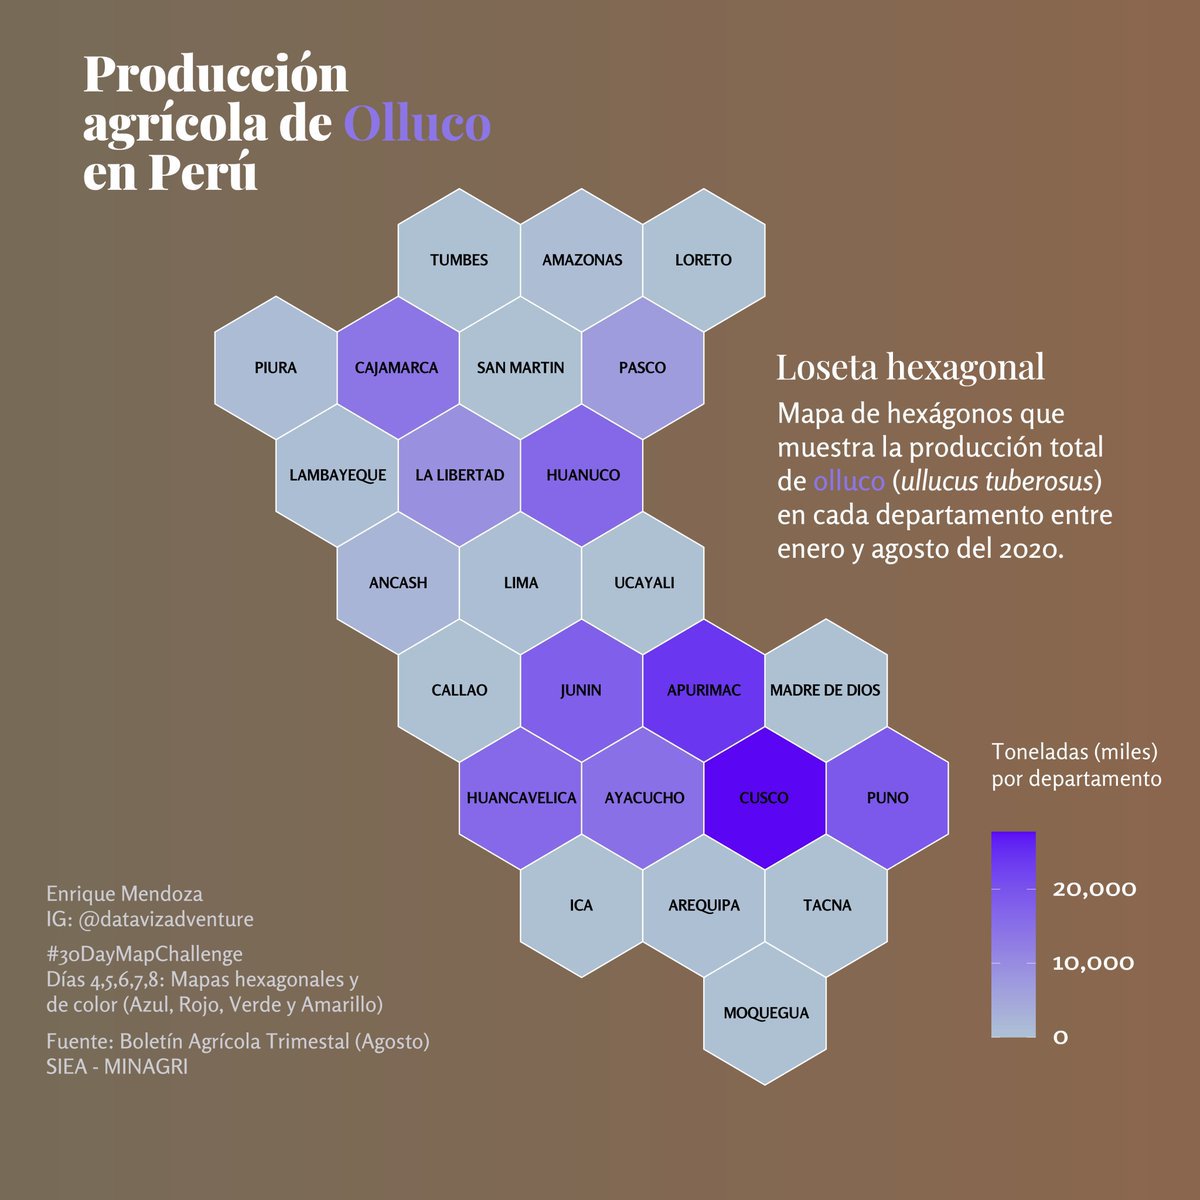 Producción
agrícola de Olluco
en Perú
TUMBES
AMAZONAS
LORETO
PIURA
CAJAMARCA
SAN MARTIN
PASCO
Loseta hexagonal
Mapa de hexágonos que
muestra la producción total
de olluco (ullucus tuberosus)
en cada departamento entre
enero y agosto del 2020.
LAMBAYEQUE
LA LIBERTAD
HUANUCO
ANCASH
LIMA
UCAYALI
CALLAO
JUNIN
APURIMAC
MADRE DE DIOS
HUANCAVELICA
AYACUCHO
CUSCO
PUNO
ICA
AREQUIPA
TACNA
MOQUEGUA
Toneladas (miles)
por departamento
20,000
10,000
0
Enrique Mendoza
IG: @datavizadventure
#30DayMapChallenge
Días 4,5,6,7,8: Mapas hexagonales y
de color (Azul, Rojo, Verde y Amarillo)
Fuente: Boletín Agrícola Trimestal (Agosto)
SIEA - MINAGRI